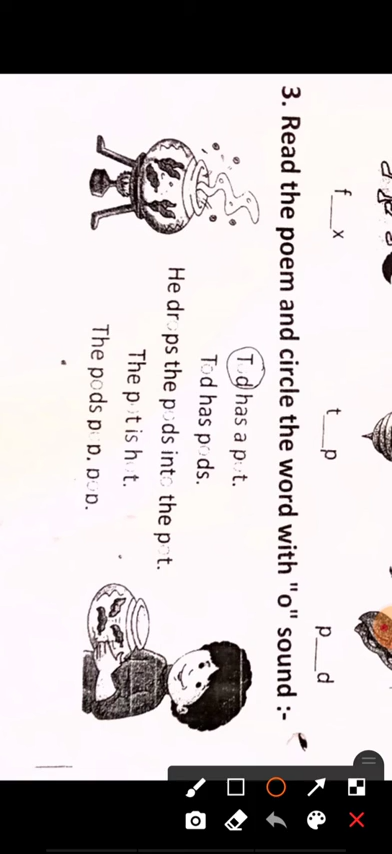 f__x t__p p__d
3. Read the poem and circle the word with "o" sound :-
Tod has a pot.
Tod has pods.
He drops the pods into the pot.
The pot is hot.
The pods pop. pop.